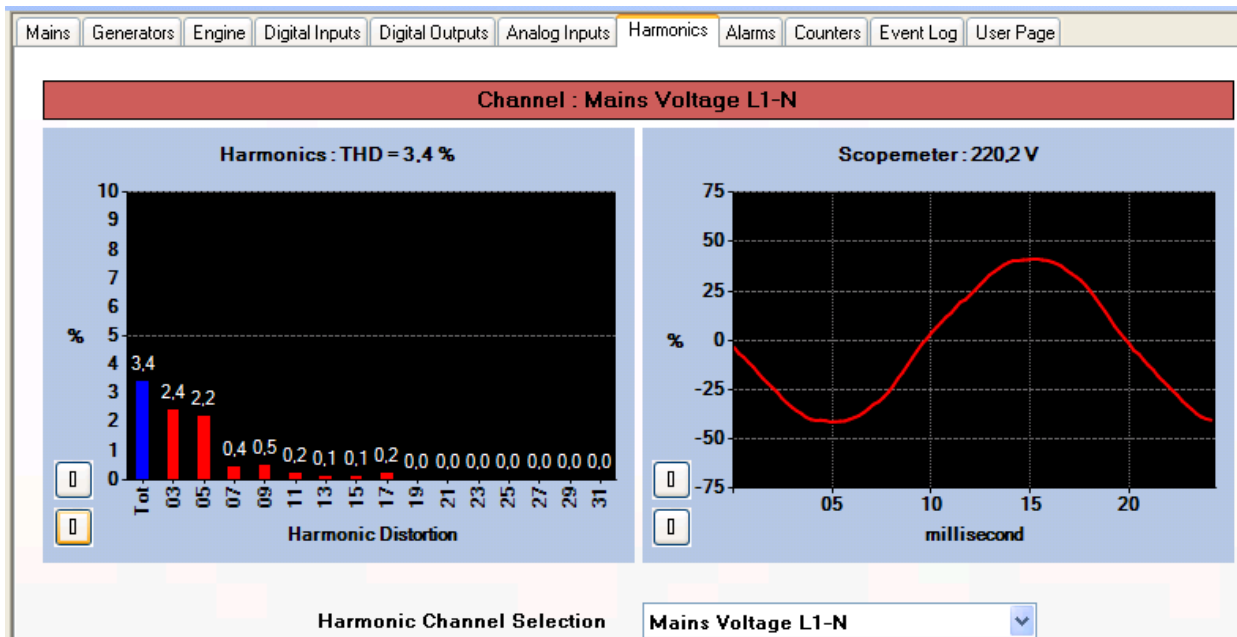 Mains Generators Engine Digital Inputs Digital Outputs Analog Inputs Harmonics Alarms Counters Event Log User Page
Channel : Mains Voltage L1-N
Harmonics : THD = 3,4 %
10
9
8
7
6
% 5
4
3
2
1
0
3,4 2,4 2,2 0,4 0,5 0,2 0,1 0,1 0,2 0,0 0,0 0,0 0,0 0,0 0,0 0,0
Tot 03 05 07 09 11 13 15 17 19 21 23 25 27 29 31
Harmonic Distortion
Scopemeter : 220,2 V
75
50
25
% 0
-25
-50
-75
05 10 15 20
millisecond
Harmonic Channel Selection Mains Voltage L1-N